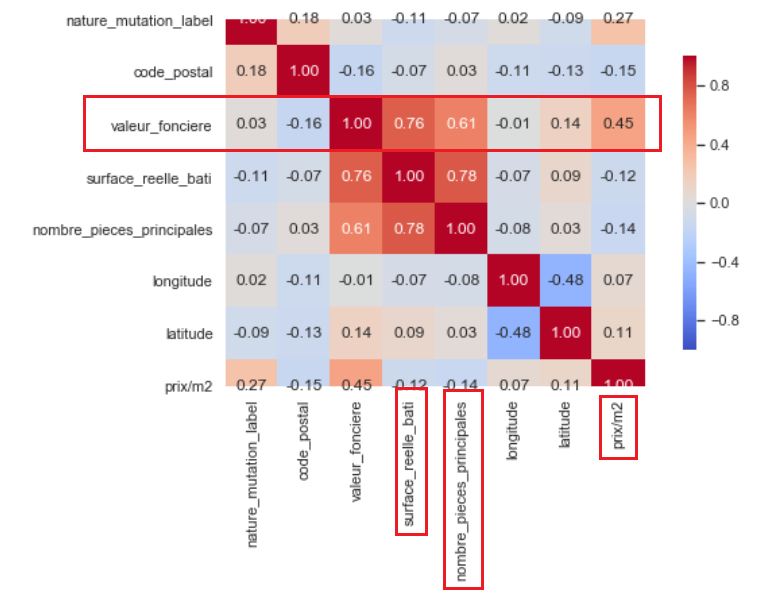 nature_mutation_label 1.00 0.18 0.03 -0.11 -0.07 0.02 -0.09 0.27
code_postal 0.18 1.00 -0.16 -0.07 0.03 -0.11 -0.13 -0.15
valeur_fonciere 0.03 -0.16 1.00 0.76 0.61 -0.01 0.14 0.45
surface_reelle_bati -0.11 -0.07 0.76 1.00 0.78 -0.07 0.09 -0.12
nombre_pieces_principales -0.07 0.03 0.61 0.78 1.00 -0.08 0.03 -0.14
longitude 0.02 -0.11 -0.01 -0.07 -0.08 1.00 -0.48 0.07
latitude -0.09 -0.13 0.14 0.09 0.03 -0.48 1.00 0.11
prix/m2 0.27 -0.15 0.45 -0.12 -0.14 0.07 0.11 1.00
nature_mutation_label
code_postal
valeur_fonciere
surface_reelle_bati
nombre_pieces_principales
longitude
latitude
prix/m2
0.8
0.4
0.0
-0.4
-0.8